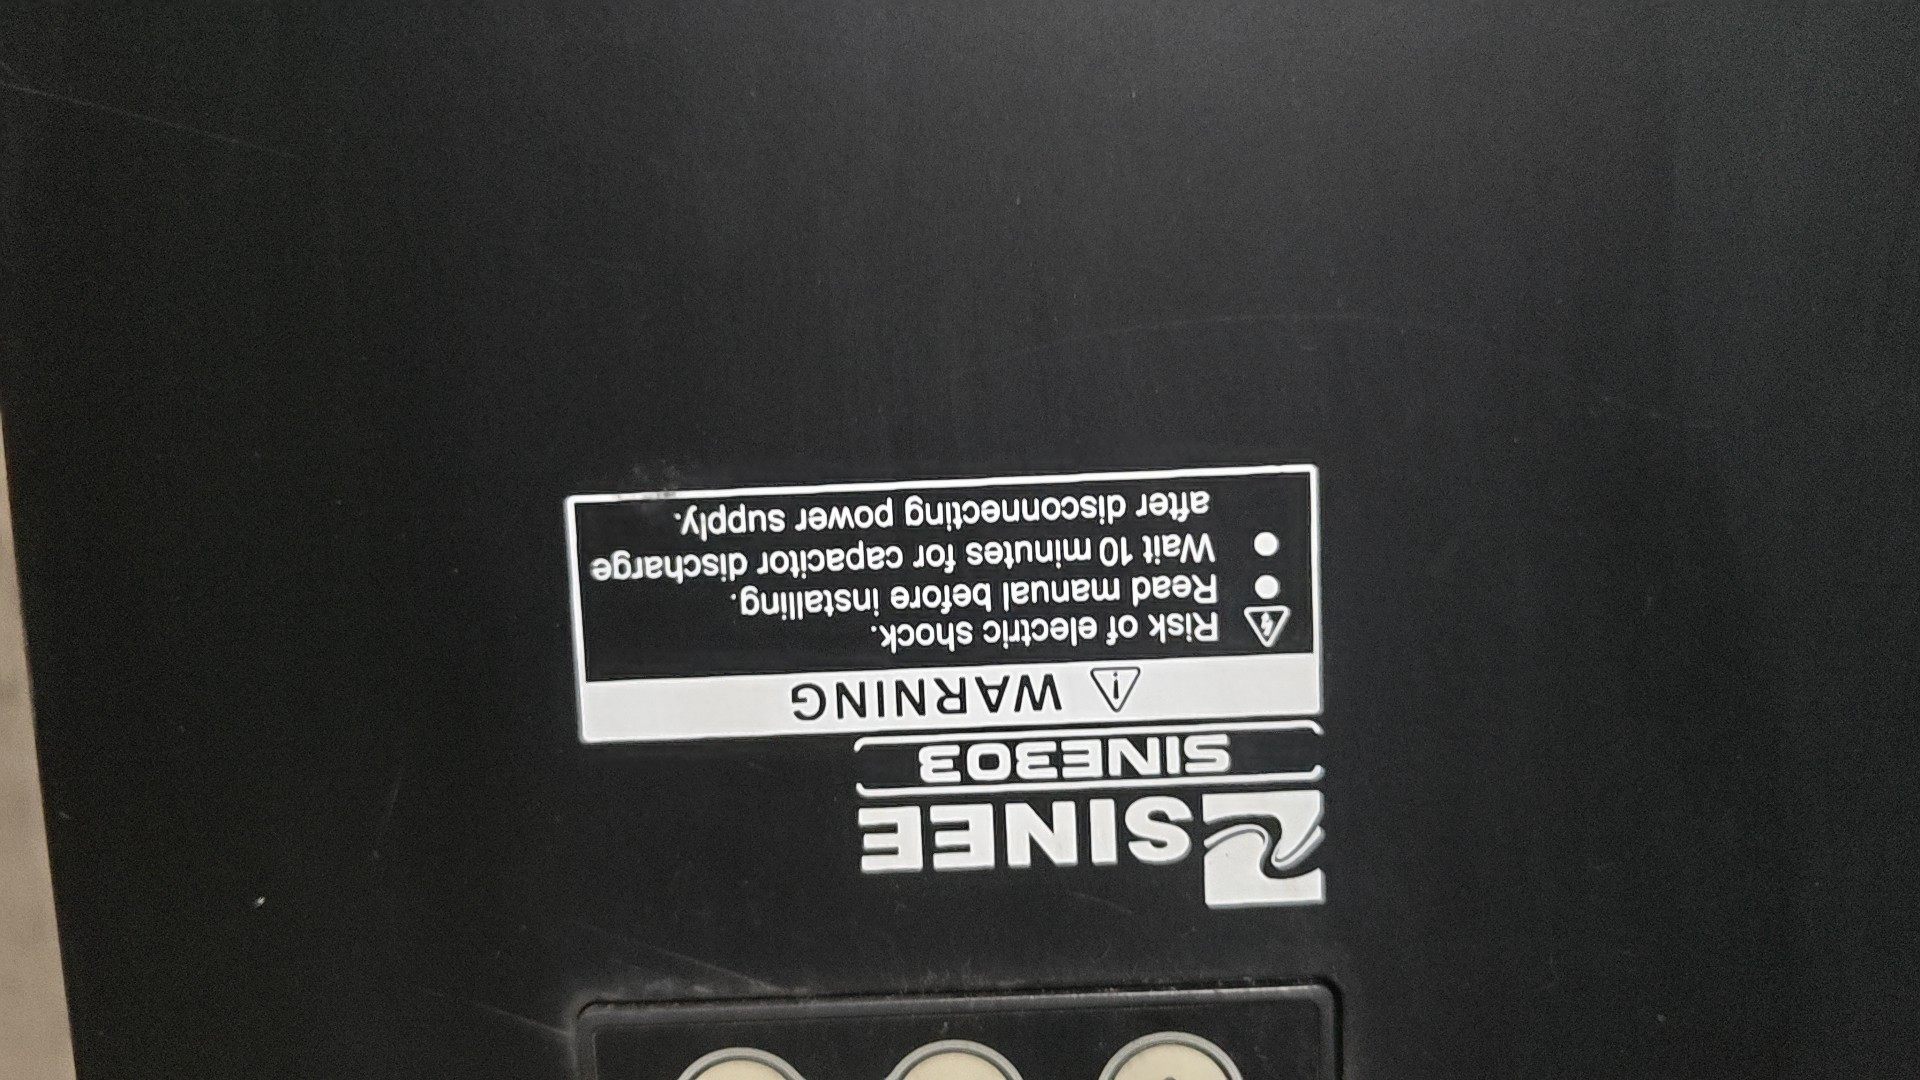 SINEE
SINE303
WARNING
Risk of electric shock.
Read manual before installing.
Wait 10 minutes for capacitor discharge
after disconnecting power supply.